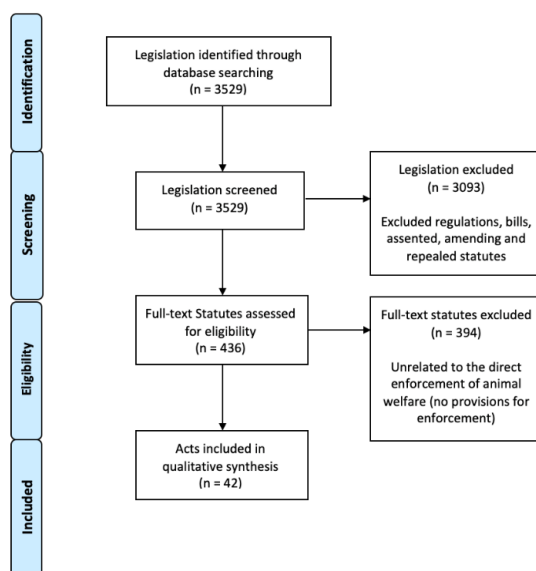 Identification
Legislation identified through
database searching
(n = 3529)
Screening
Legislation screened
(n = 3529)
Legislation excluded
(n = 3093)
Excluded regulations, bills,
assented, amending and
repealed statutes
Eligibility
Full-text Statutes assessed
for eligibility
(n = 436)
Full-text statutes excluded
(n = 394)
Unrelated to the direct
enforcement of animal
welfare (no provisions for
enforcement)
Included
Acts included in
qualitative synthesis
(n = 42)